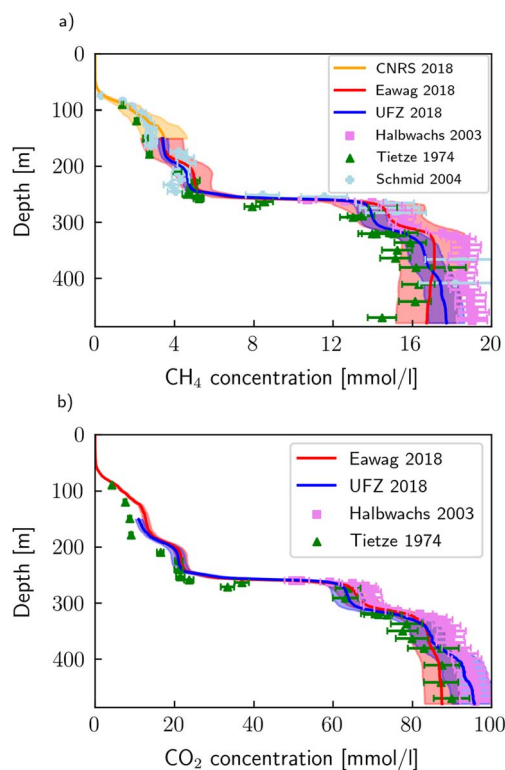 a)
0
100
200
300
400
Depth [m]
CNRS 2018
Eawag 2018
UFZ 2018
Halbwachs 2003
Tietze 1974
Schmid 2004
0 4 8 12 16 20
CH4 concentration [mmol/l]
b)
0
100
200
300
400
Depth [m]
Eawag 2018
UFZ 2018
Halbwachs 2003
Tietze 1974
0 20 40 60 80 100
CO2 concentration [mmol/l]